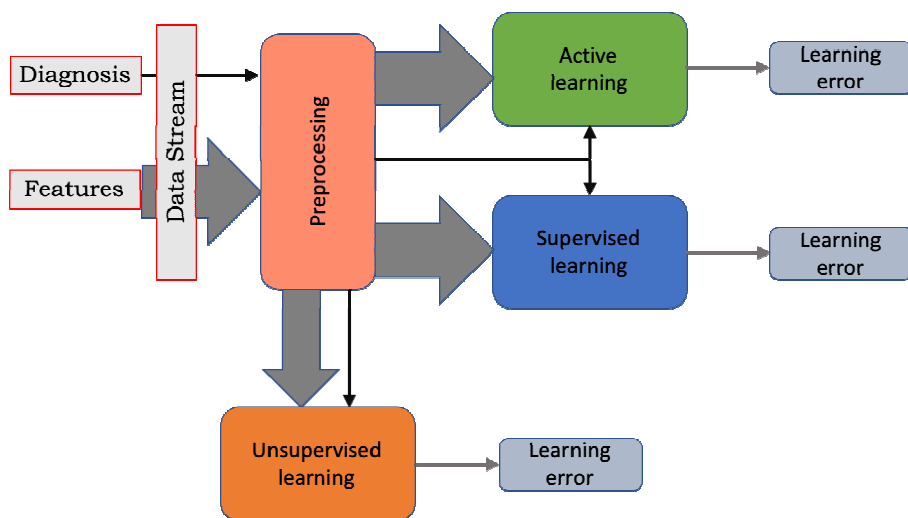 Diagnosis
Features
Data Stream
Preprocessing
Active
learning
Learning
error
Supervised
learning
Learning
error
Unsupervised
learning
Learning
error